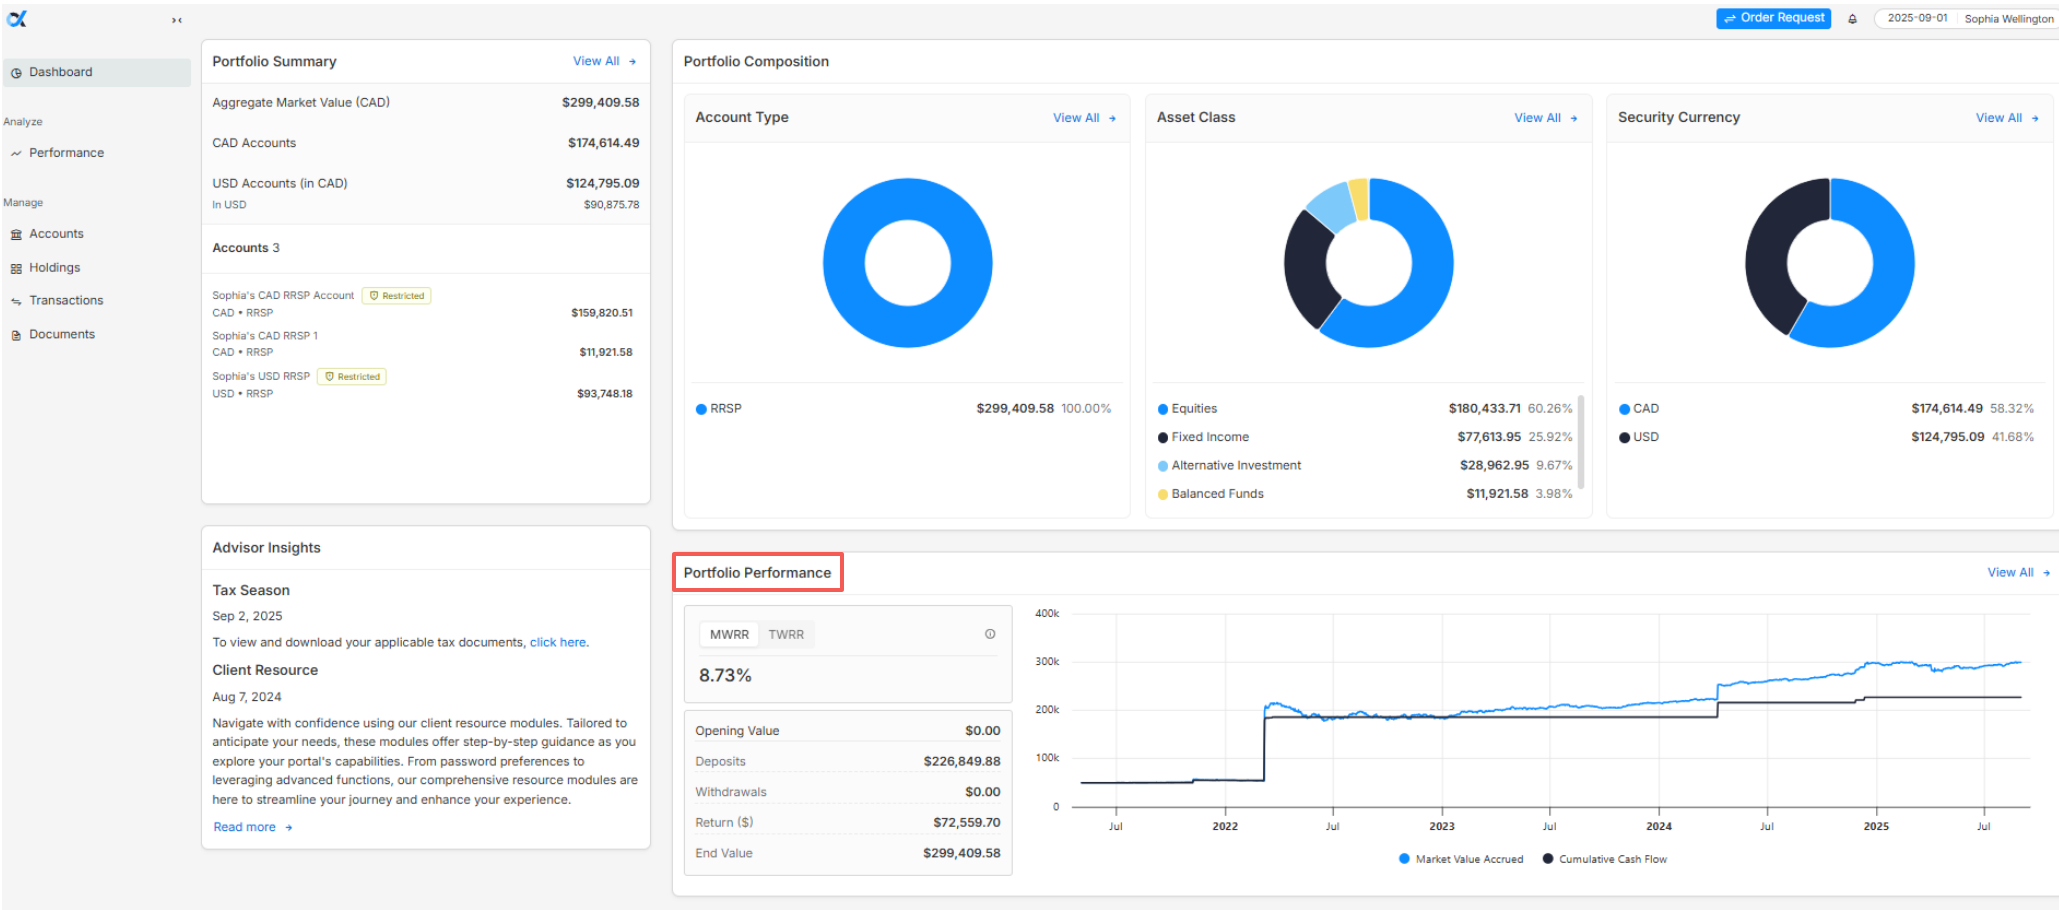 Order Request
2025-09-01 Sophia Wellington
Dashboard
Analyze
Performance
Manage
Accounts
Holdings
Transactions
Documents
Portfolio Summary View All
Aggregate Market Value (CAD) $299,409.58
CAD Accounts $174,614.49
USD Accounts (in CAD) $124,795.09
In USD $90,875.78
Accounts 3
Sophia's CAD RRSP Account Restricted
CAD • RRSP $159,820.51
Sophia's CAD RRSP 1
CAD • RRSP $11,921.58
Sophia's USD RRSP Restricted
USD • RRSP $93,748.18
Advisor Insights
Tax Season
Sep 2, 2025
To view and download your applicable tax documents, click here.
Client Resource
Aug 7, 2024
Navigate with confidence using our client resource modules. Tailored to
anticipate your needs, these modules offer step-by-step guidance as you
explore your portal's capabilities. From password preferences to
leveraging advanced functions, our comprehensive resource modules are
here to streamline your journey and enhance your experience.
Read more
Portfolio Composition
Account Type View All
RRSP $299,409.58 100.00%
Asset Class View All
Equities $180,433.71 60.26%
Fixed Income $77,613.95 25.92%
Alternative Investment $28,962.95 9.67%
Balanced Funds $11,921.58 3.98%
Security Currency View All
CAD $174,614.49 58.32%
USD $124,795.09 41.68%
Portfolio Performance View All
MWRR TWRR
8.73%
Opening Value $0.00
Deposits $226,849.88
Withdrawals $0.00
Return ($) $72,559.70
End Value $299,409.58
400k
300k
200k
100k
0
Jul 2022 Jul 2023 Jul 2024 Jul 2025 Jul
Market Value Accrued Cumulative Cash Flow